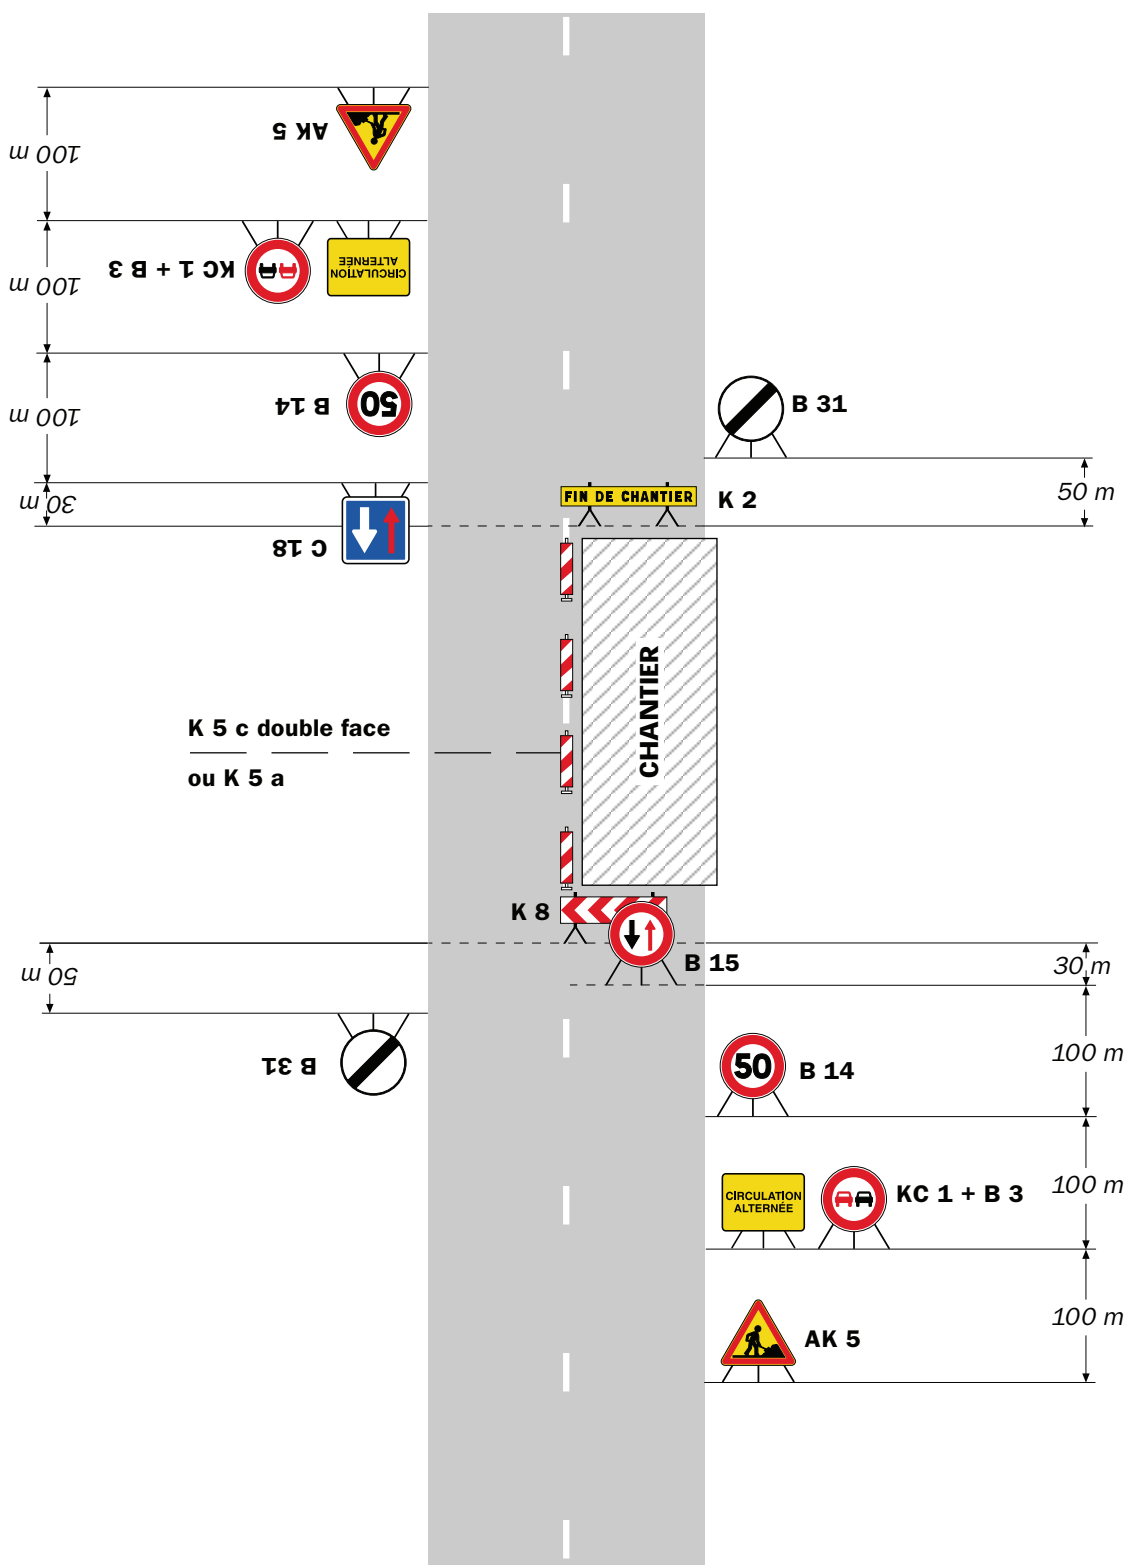 AK 5
100 m
KC 1 + B 3
CIRCULATION
ALTERNÉE
100 m
B 14
50
100 m
B 31
30 m
C 18
FIN DE CHANTIER
K 2
50 m
CHANTIER
K 5 c double face
ou K 5 a
K 8
B 15
30 m
50 m
B 31
50
B 14
100 m
CIRCULATION
ALTERNÉE
KC 1 + B 3
100 m
AK 5
100 m